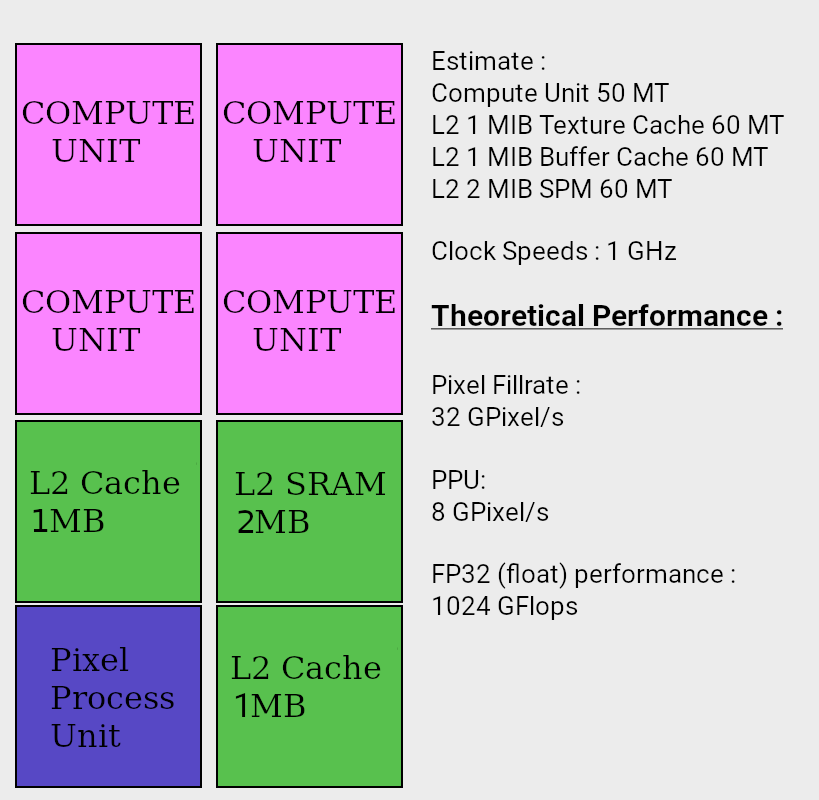 COMPUTE
UNIT
COMPUTE
UNIT
COMPUTE
UNIT
COMPUTE
UNIT
L2 Cache
1MB
L2 SRAM
2MB
Pixel
Process
Unit
L2 Cache
1MB
Estimate :
Compute Unit 50 MT
L2 1 MIB Texture Cache 60 MT
L2 1 MIB Buffer Cache 60 MT
L2 2 MIB SPM 60 MT
Clock Speeds : 1 GHz
Theoretical Performance :
Pixel Fillrate :
32 GPixel/s
PPU:
8 GPixel/s
FP32 (float) performance :
1024 GFlops